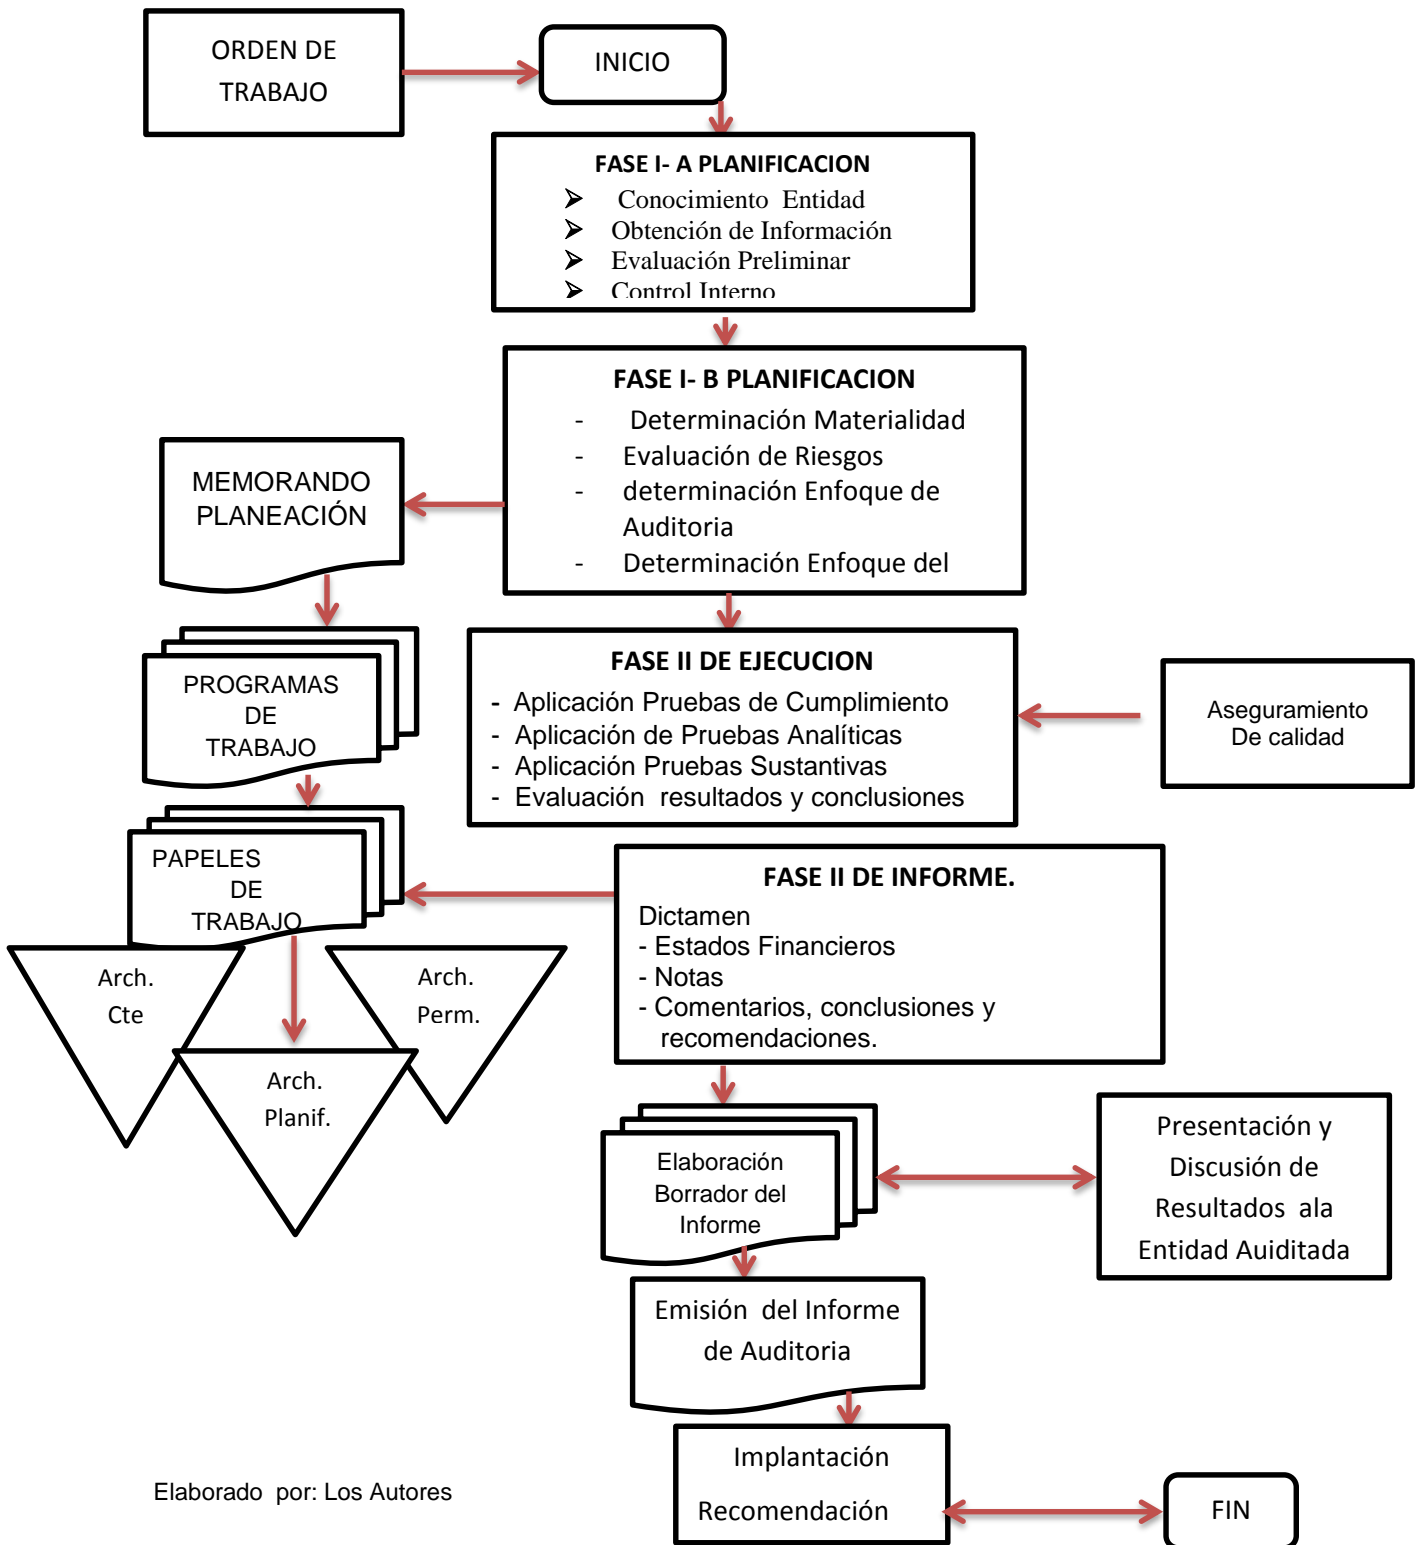 ORDEN DE
TRABAJO
INICIO
FASE I- A PLANIFICACION
➢ Conocimiento Entidad
➢ Obtención de Información
➢ Evaluación Preliminar
➢ Control Interno
FASE I- B PLANIFICACION
- Determinación Materialidad
- Evaluación de Riesgos
- determinación Enfoque de
Auditoria
- Determinación Enfoque del
MEMORANDO
PLANEACIÓN
PROGRAMAS
DE
TRABAJO
FASE II DE EJECUCION
- Aplicación Pruebas de Cumplimiento
- Aplicación de Pruebas Analíticas
- Aplicación Pruebas Sustantivas
- Evaluación resultados y conclusiones
Aseguramiento
De calidad
PAPELES
DE
TRABAJO
FASE II DE INFORME.
Dictamen
- Estados Financieros
- Notas
- Comentarios, conclusiones y
recomendaciones.
Arch.
Cte
Arch.
Perm.
Arch.
Planif.
Elaboración
Borrador del
Informe
Presentación y
Discusión de
Resultados ala
Entidad Auiditada
Emisión del Informe
de Auditoria
Implantación
Recomendación
FIN
Elaborado por: Los Autores